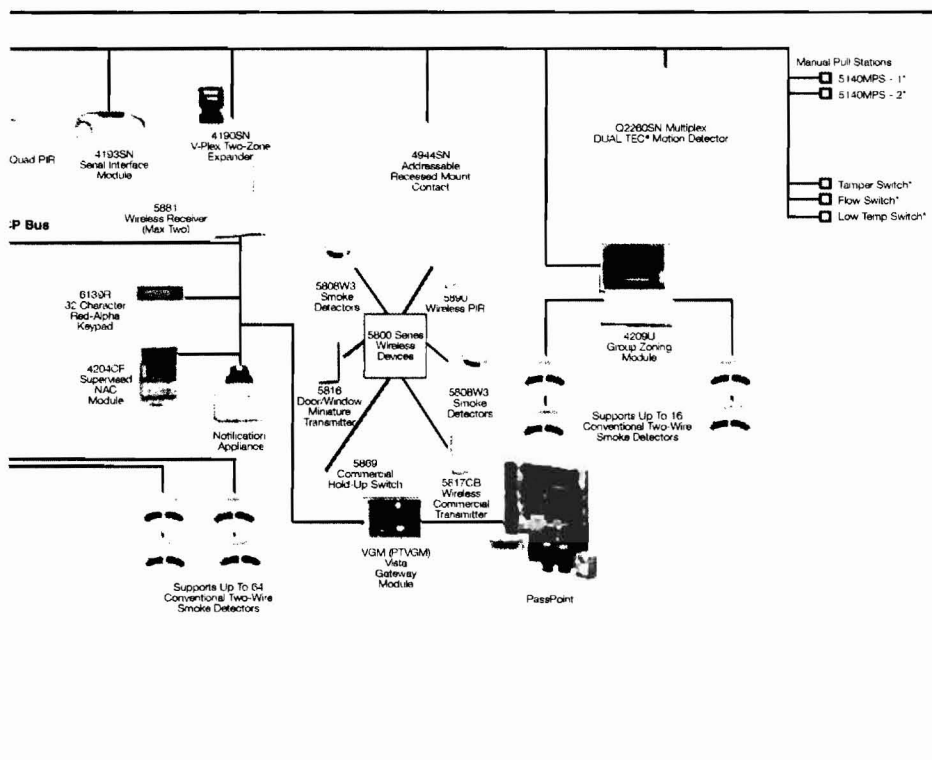 Manual Pull Stations
5140MPS - 1*
5140MPS - 2*
Quad PIR
4193SN
Serial Interface
Module
4190SN
V-Plex Two-Zone
Expander
4944SN
Addressable
Recessed Mount
Contact
Q2260SN Multiplex
DUAL TEC® Motion Detector
Tamper Switch*
Flow Switch*
Low Temp Switch*
5881
Wireless Receiver
(Max Two)
CP Bus
6139R
32 Character
Red-Alpha
Keypad
4204CF
Supervised
NAC
Module
Notification
Appliance
5808W3
Smoke
Detectors
5890
Wireless PIR
5800 Series
Wireless
Devices
5816
Door/Window
Miniature
Transmitter
5808W3
Smoke
Detectors
5869
Commercial
Hold-Up Switch
5817CB
Wireless
Commercial
Transmitter
4209U
Group Zoning
Module
Supports Up To 16
Conventional Two-Wire
Smoke Detectors
VGM (PTVGM)
Vista
Gateway
Module
PassPoint
Supports Up To 64
Conventional Two-Wire
Smoke Detectors